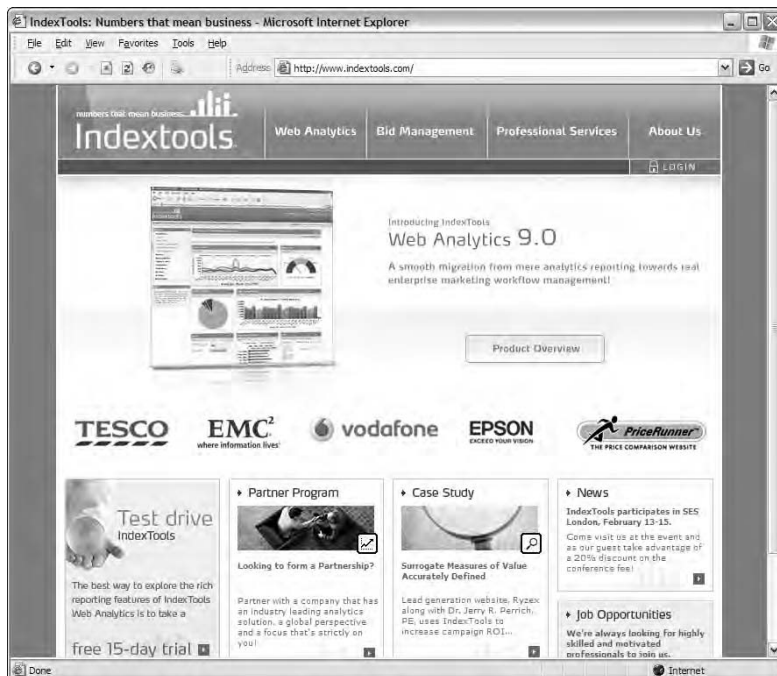 IndexTools: Numbers that mean business - Microsoft Internet Explorer
File Edit View Favorites Tools Help
Address http://www.indextools.com/ Go
numbers that mean business.
Indextools
Web Analytics Bid Management Professional Services About Us
LOGIN
Introducing IndexTools
Web Analytics 9.0
A smooth migration from mere analytics reporting towards real
enterprise marketing workflow management!
Product Overview
TESCO
EMC²
where information lives
vodafone
EPSON
EXCEED YOUR VISION
PriceRunner
THE PRICE COMPARISON WEBSITE
Test drive
IndexTools
The best way to explore the rich
reporting features of IndexTools
Web Analytics is to take a
free 15-day trial
Partner Program
Looking to form a Partnership?
Partner with a company that has
an industry leading analytics
solution, a global perspective
and a focus that's strictly on
you!
Case Study
Surrogate Measures of Value
Accurately Defined
Lead generation website, Ryzex
along with Dr. Jerry R. Perrich,
PE, uses IndexTools to
increase campaign ROI...
News
IndexTools participates in SES
London, February 13-15.
Come visit us at the event and
as our guest take advantage of
a 20% discount on the
conference fee!
Job Opportunities
We're always looking for highly
skilled and motivated
professionals to join us.
Done Internet